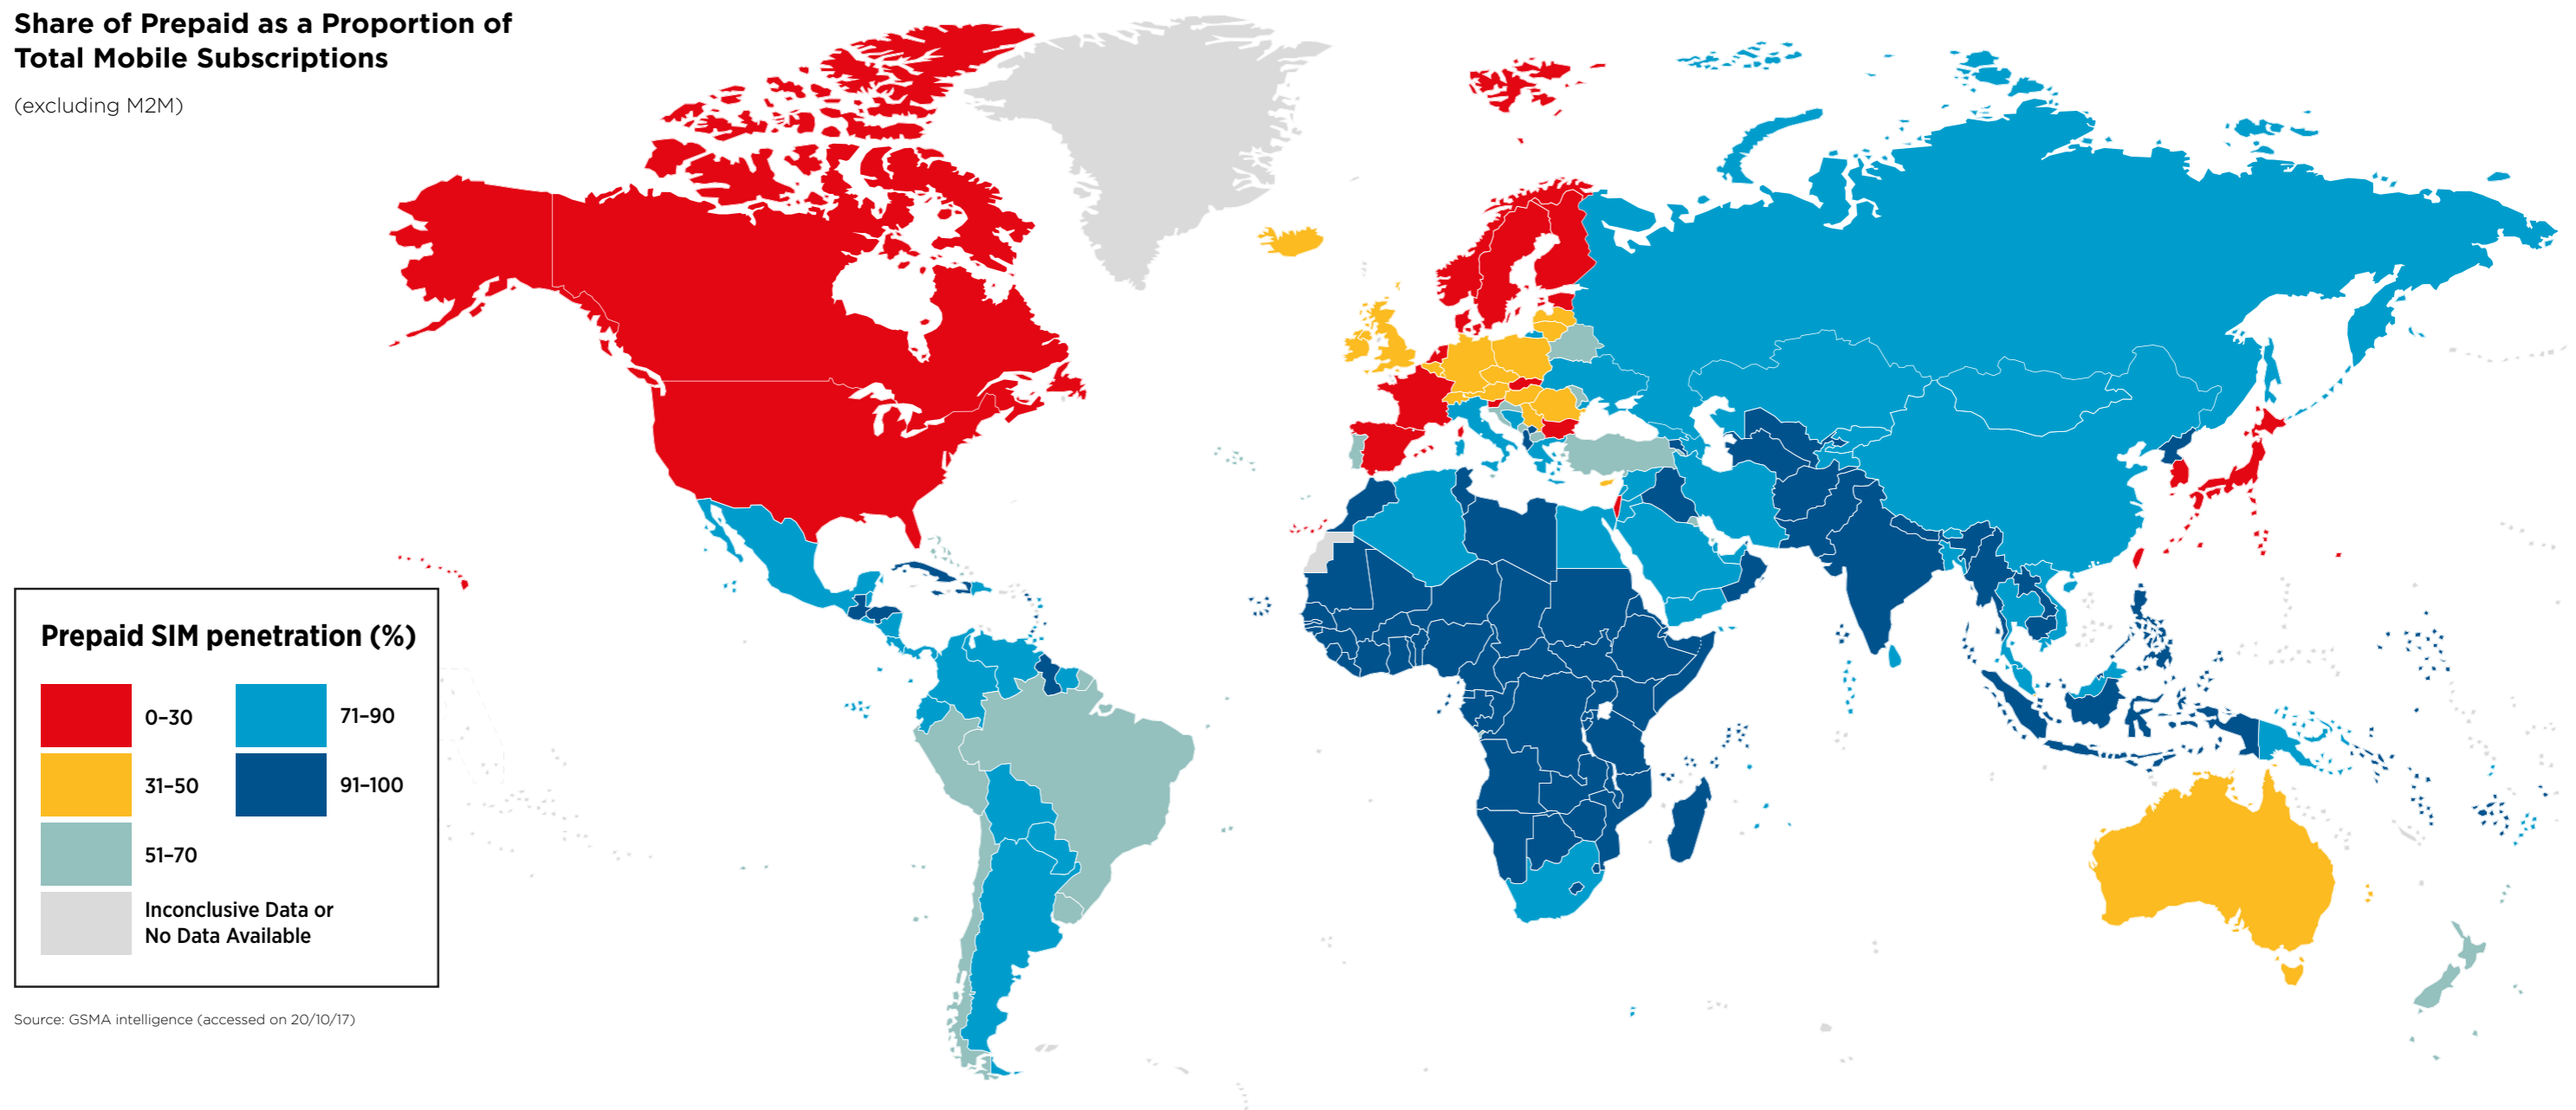 Share of Prepaid as a Proportion of
Total Mobile Subscriptions
(excluding M2M)
Prepaid SIM penetration (%)
0–30
71–90
31–50
91–100
51–70
Inconclusive Data or
No Data Available
Source: GSMA intelligence (accessed on 20/10/17)